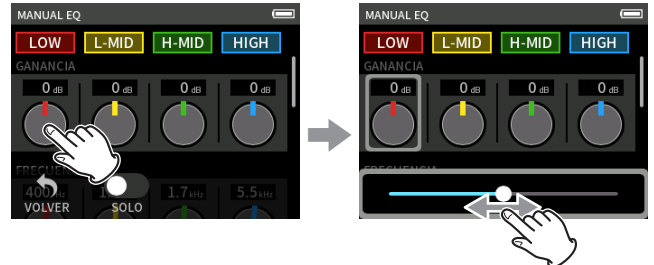 MANUAL EQ
LOW L-MID H-MID HIGH
GANANCIA
0 dB 0 dB 0 dB 0 dB
400 1.7 kHz 5.5 kHz
VOLVER SOLO
MANUAL EQ
LOW L-MID H-MID HIGH
GANANCIA
0 dB 0 dB 0 dB 0 dB
FRECUENCIA